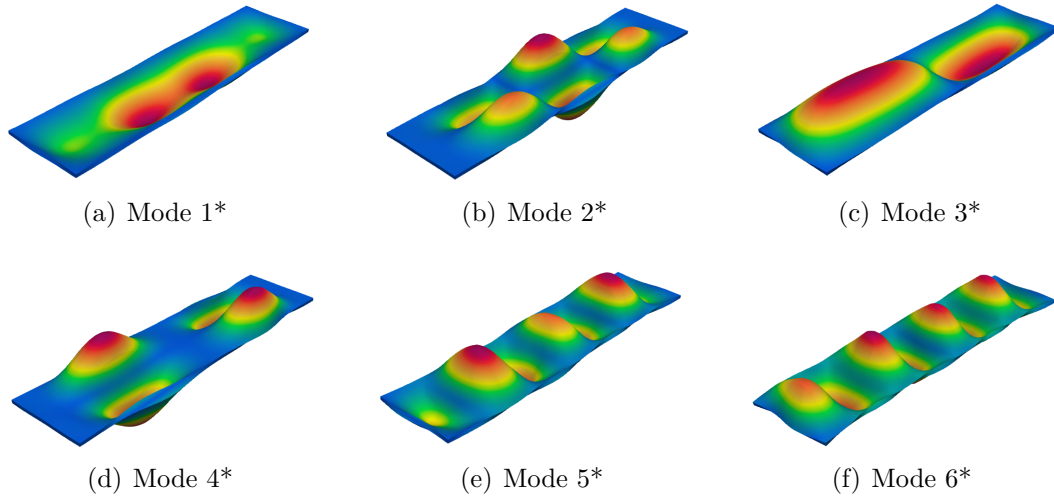 (a) Mode 1*
(b) Mode 2*
(c) Mode 3*
(d) Mode 4*
(e) Mode 5*
(f) Mode 6*